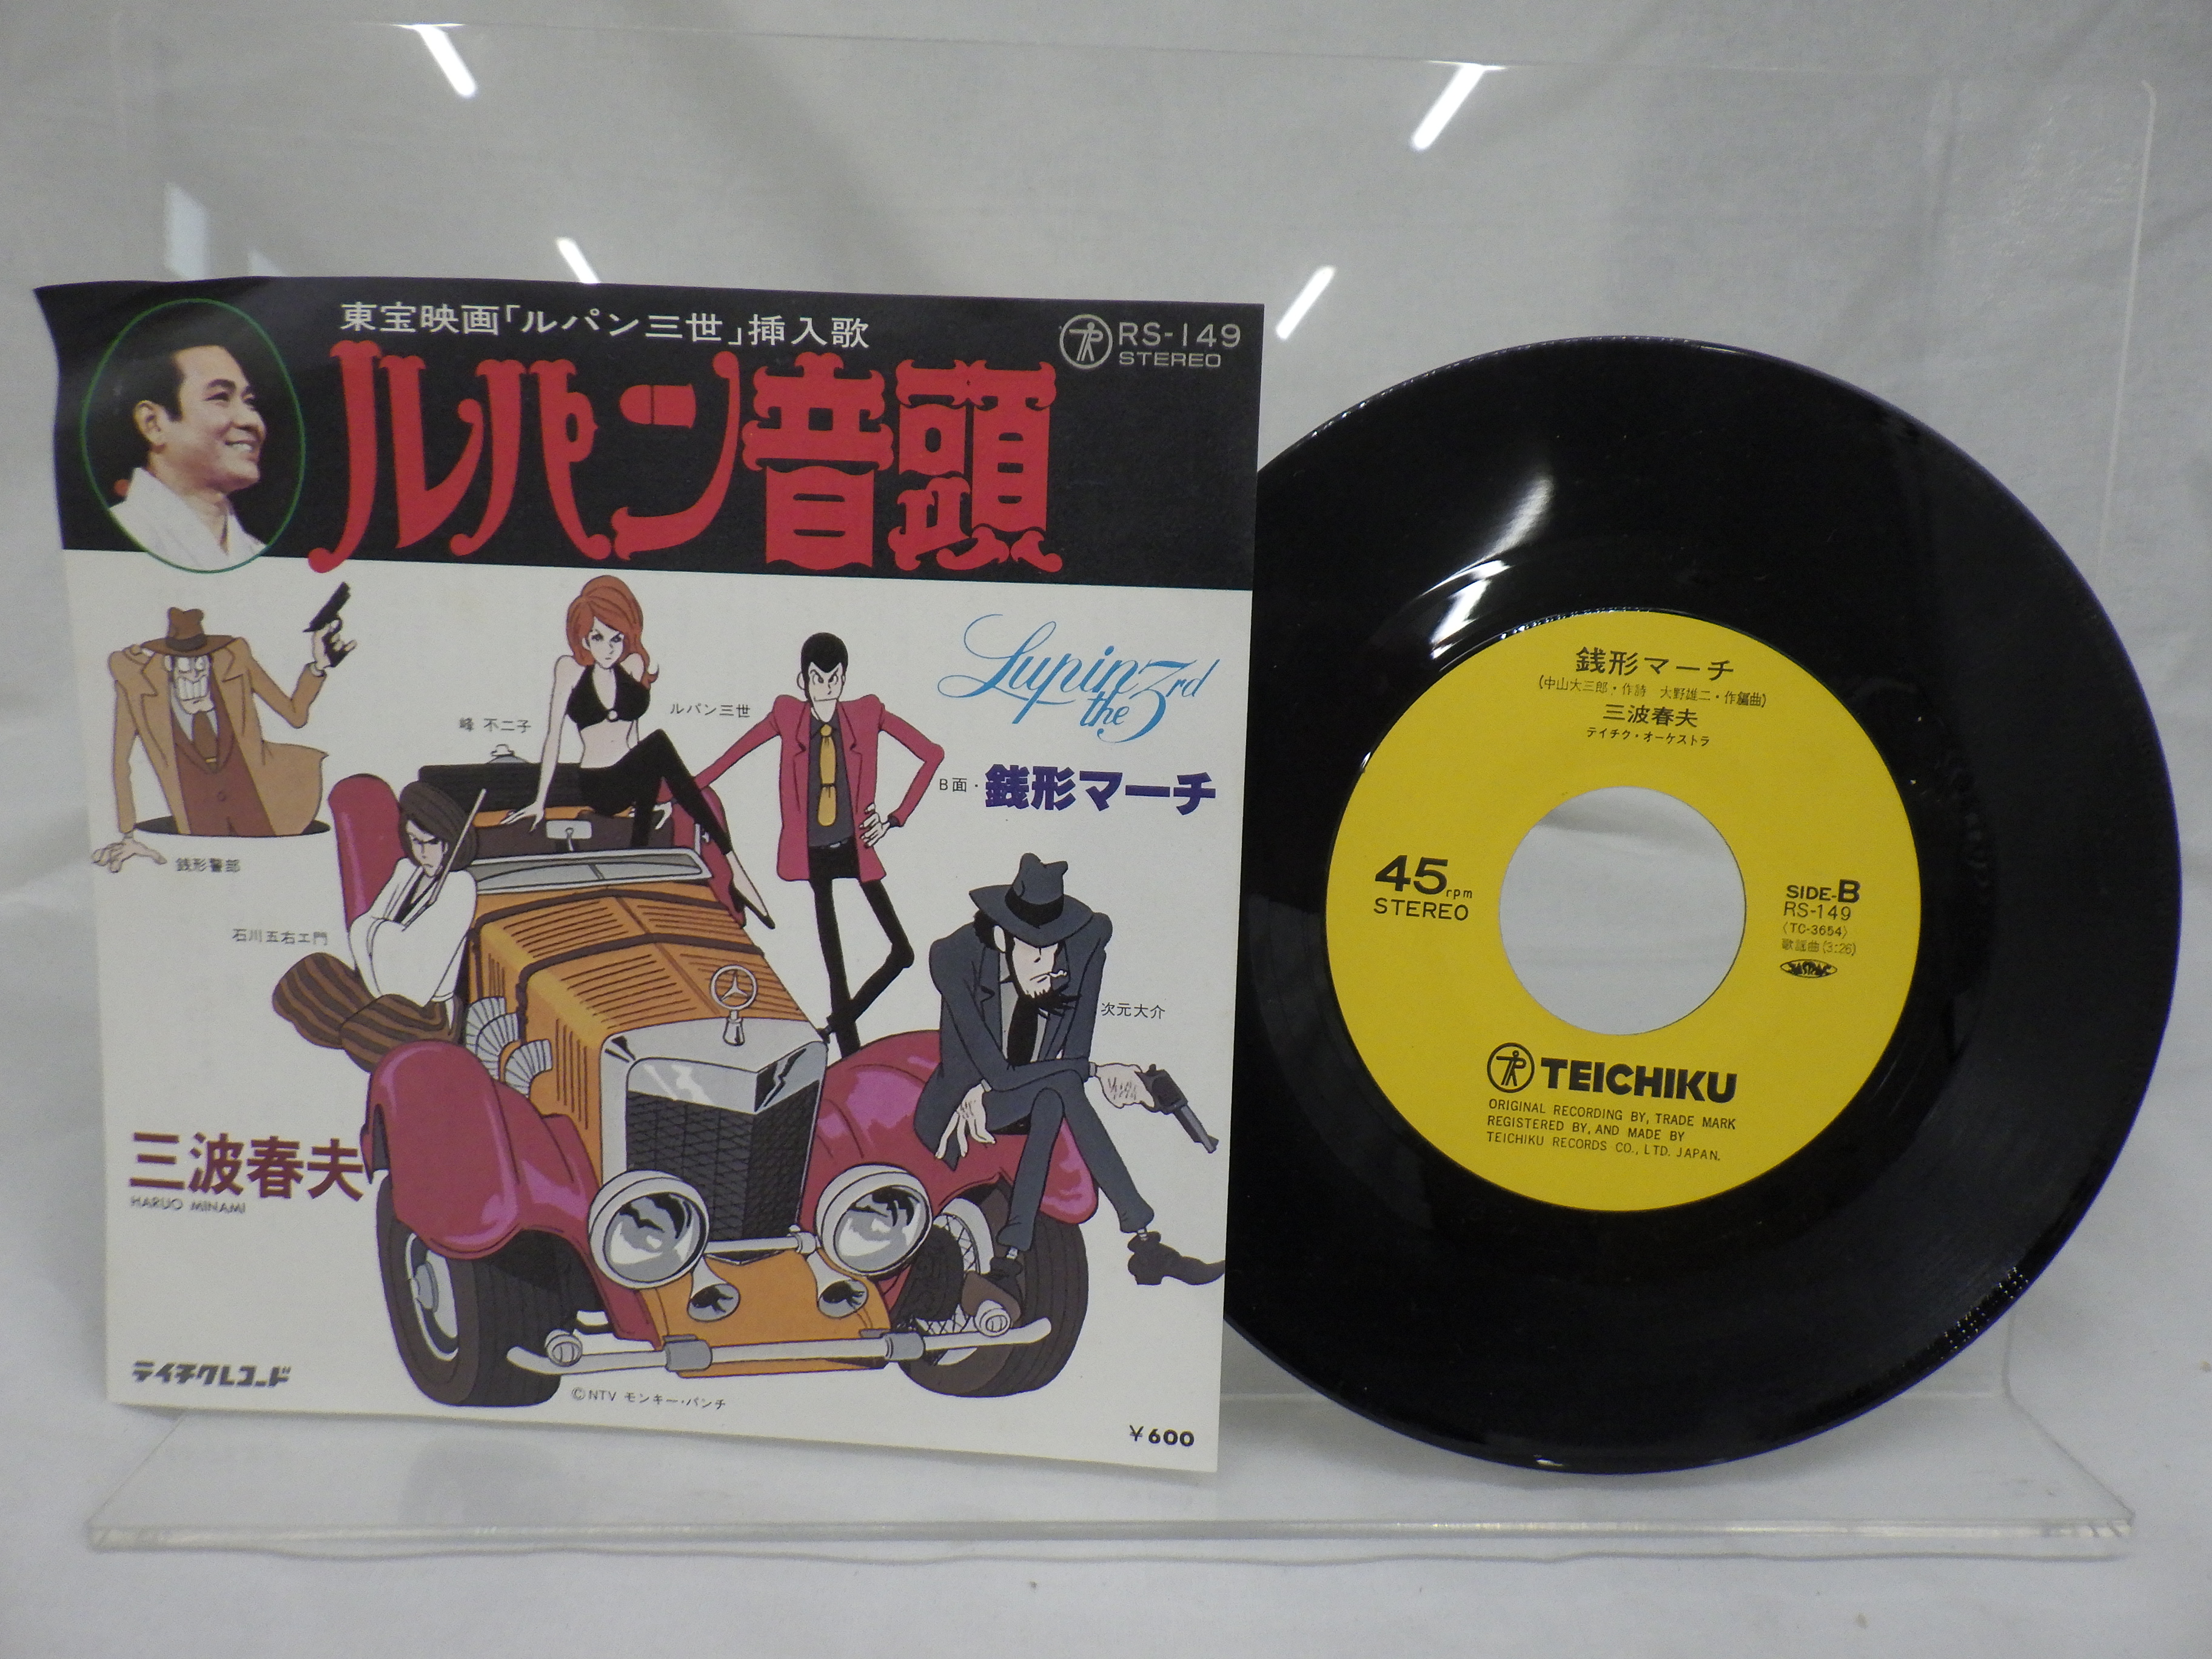 東宝映画「ルパン三世」挿入歌
RS-149
STEREO
ルパン音頭
Lupin
the 3rd
峰 不二子
ルパン三世
B面・銭形マーチ
銭形警部
石川五右エ門
次元大介
三波春夫
HARUO MINAMI
テイチクレコード
©NTV モンキー・パンチ
¥600
銭形マーチ
(中山大三郎・作詩 大野雄二・作編曲)
三波春夫
テイチク・オーケストラ
45rpm
STEREO
SIDE-B
RS-149
(TC-3654)
歌謡曲(3:26)
JASRAC
TEICHIKU
ORIGINAL RECORDING BY, TRADE MARK
REGISTERED BY, AND MADE BY
TEICHIKU RECORDS CO., LTD. JAPAN.